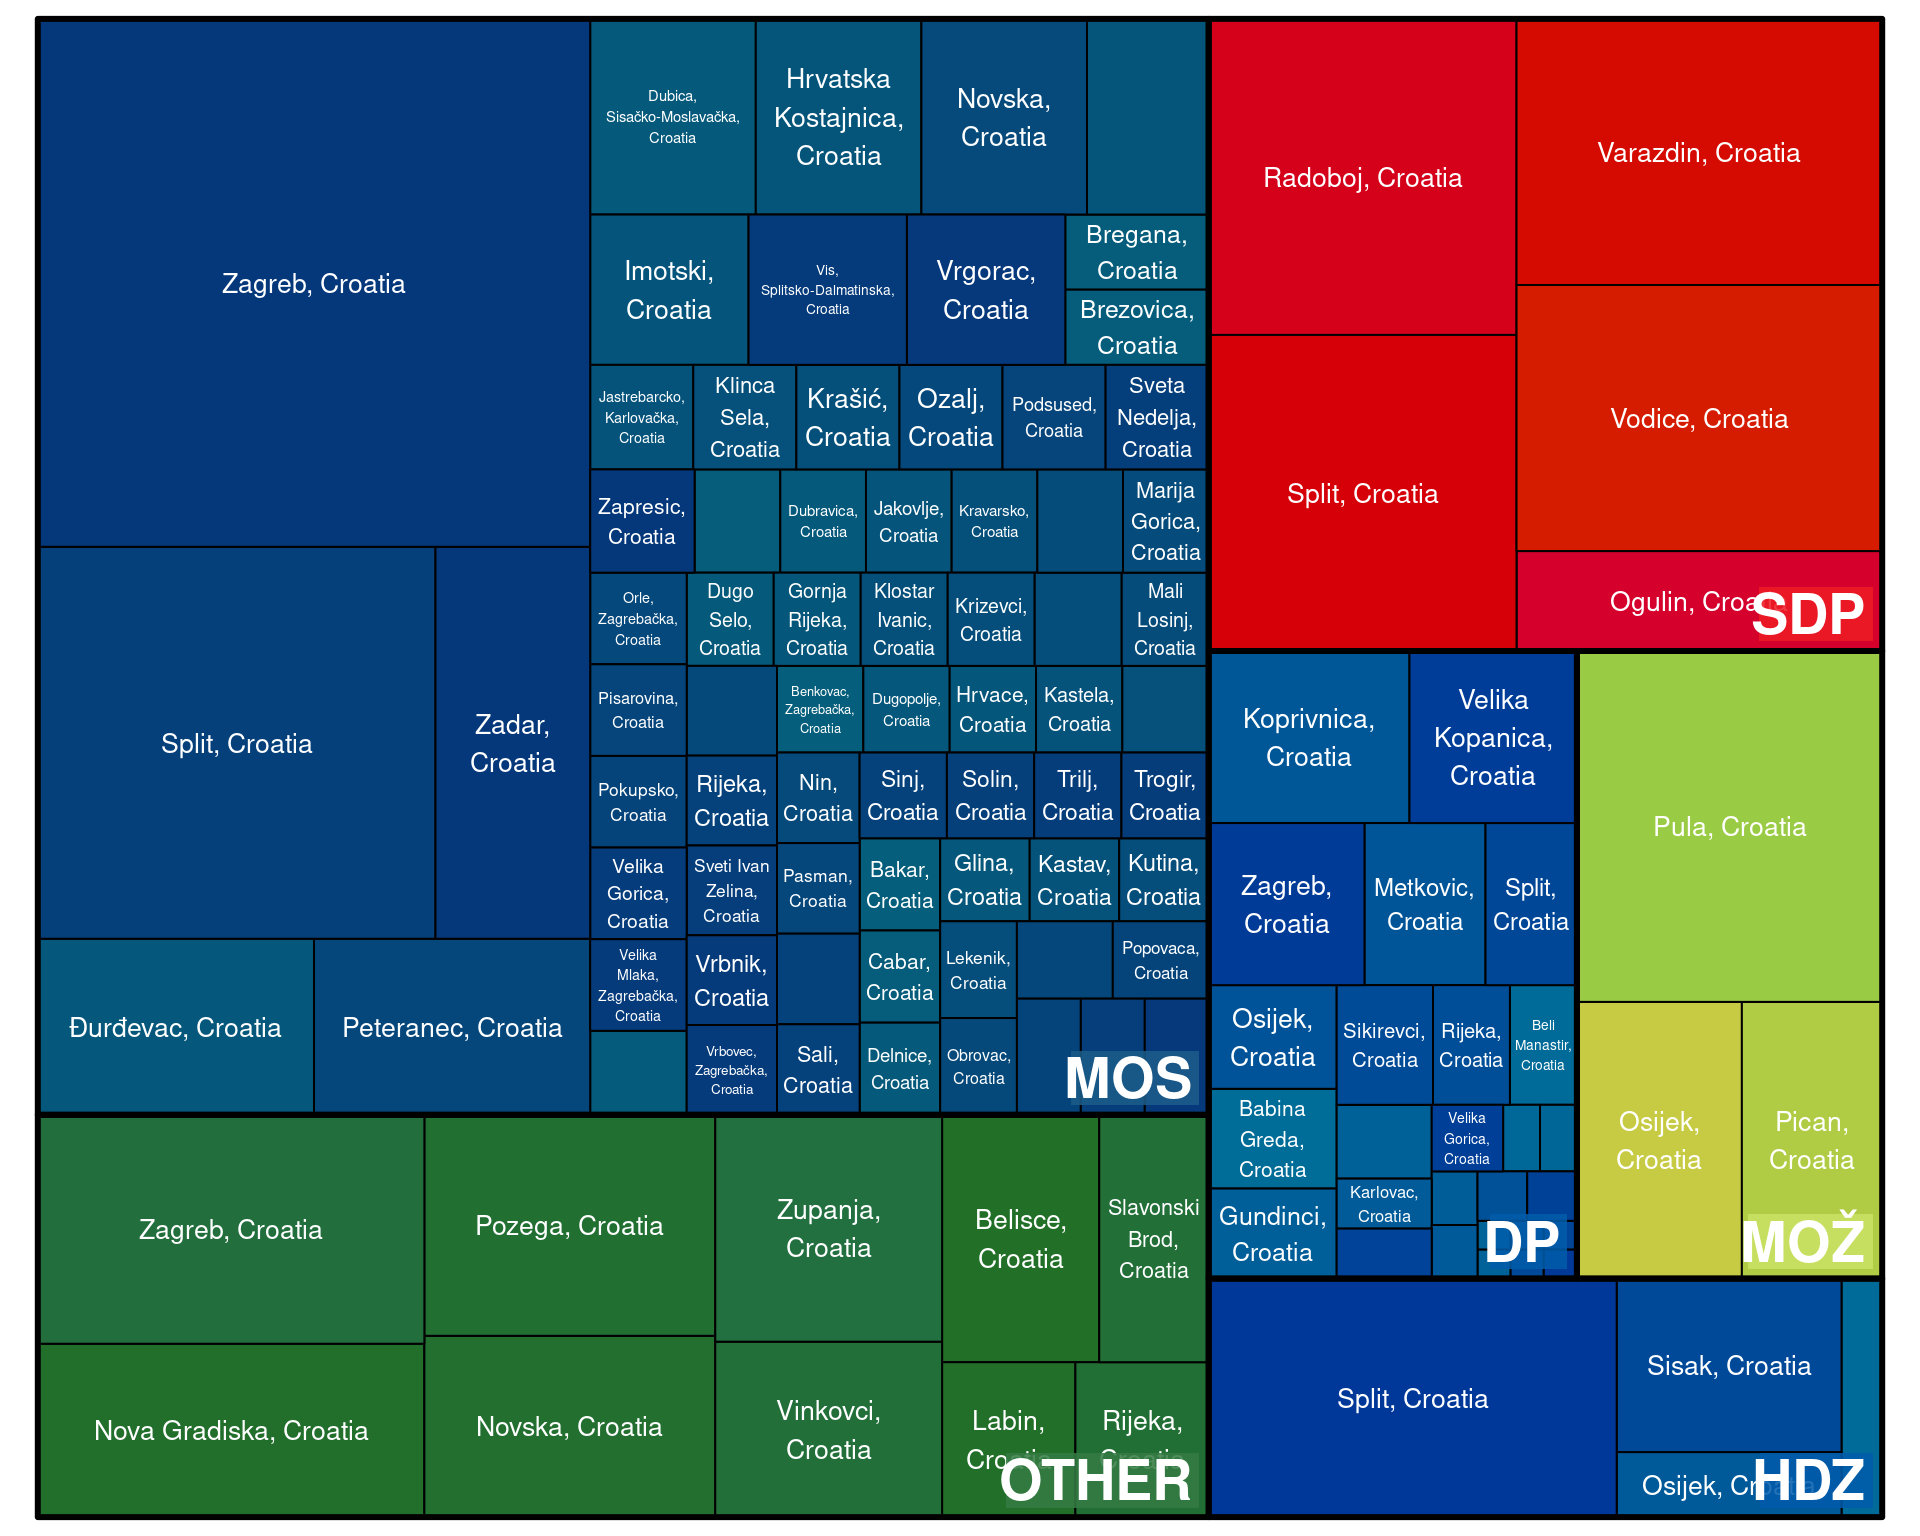 Zagreb, Croatia
Split, Croatia
Zadar,
Croatia
Đurđevac, Croatia
Peteranec, Croatia
Dubica,
Sisačko-Moslavačka,
Croatia
Hrvatska
Kostajnica,
Croatia
Novska,
Croatia
Imotski,
Croatia
Vis,
Splitsko-Dalmatinska,
Croatia
Vrgorac,
Croatia
Bregana,
Croatia
Brezovica,
Croatia
Jastrebarcko,
Karlovačka,
Croatia
Klinca
Sela,
Croatia
Krašić,
Croatia
Ozalj,
Croatia
Podsused,
Croatia
Sveta
Nedelja,
Croatia
Zapresic,
Croatia
Dubravica,
Croatia
Jakovlje,
Croatia
Kravarsko,
Croatia
Marija
Gorica,
Croatia
Orle,
Zagrebačka,
Croatia
Dugo
Selo,
Croatia
Gornja
Rijeka,
Croatia
Klostar
Ivanic,
Croatia
Krizevci,
Croatia
Mali
Losinj,
Croatia
Pisarovina,
Croatia
Benkovac,
Zagrebačka,
Croatia
Dugopolje,
Croatia
Hrvace,
Croatia
Kastela,
Croatia
Pokupsko,
Croatia
Rijeka,
Croatia
Nin,
Croatia
Sinj,
Croatia
Solin,
Croatia
Trilj,
Croatia
Trogir,
Croatia
Velika
Gorica,
Croatia
Sveti Ivan
Zelina,
Croatia
Pasman,
Croatia
Bakar,
Croatia
Glina,
Croatia
Kastav,
Croatia
Kutina,
Croatia
Velika
Mlaka,
Zagrebačka,
Croatia
Vrbnik,
Croatia
Cabar,
Croatia
Lekenik,
Croatia
Popovaca,
Croatia
Vrbovec,
Zagrebačka,
Croatia
Sali,
Croatia
Delnice,
Croatia
Obrovac,
Croatia
MOS
Zagreb, Croatia
Nova Gradiska, Croatia
Pozega, Croatia
Novska, Croatia
Zupanja,
Croatia
Vinkovci,
Croatia
Belisce,
Croatia
Slavonski
Brod,
Croatia
Labin,
Croatia
Rijeka,
Croatia
OTHER
Radoboj, Croatia
Split, Croatia
Varazdin, Croatia
Vodice, Croatia
Ogulin, Croatia
SDP
Koprivnica,
Croatia
Velika
Kopanica,
Croatia
Zagreb,
Croatia
Metkovic,
Croatia
Split,
Croatia
Osijek,
Croatia
Sikirevci,
Croatia
Rijeka,
Croatia
Beli
Manastir,
Croatia
Babina
Greda,
Croatia
Velika
Gorica,
Croatia
Gundinci,
Croatia
Karlovac,
Croatia
DP
Pula, Croatia
Osijek,
Croatia
Pican,
Croatia
MOŽ
Split, Croatia
Sisak, Croatia
Osijek, Croatia
HDZ